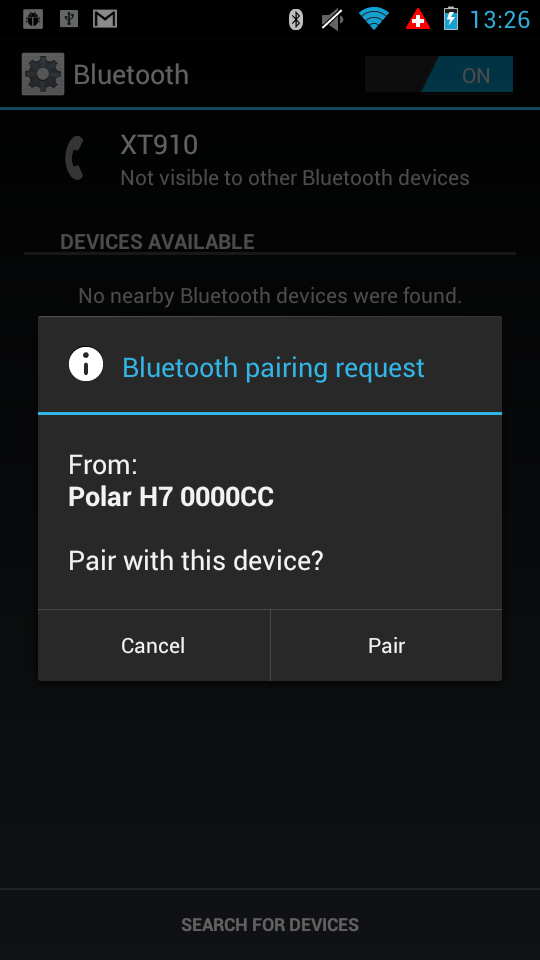 13:26
Bluetooth
ON
XT910
Not visible to other Bluetooth devices
DEVICES AVAILABLE
No nearby Bluetooth devices were found.
Bluetooth pairing request
From:
Polar H7 0000CC
Pair with this device?
Cancel
Pair
SEARCH FOR DEVICES